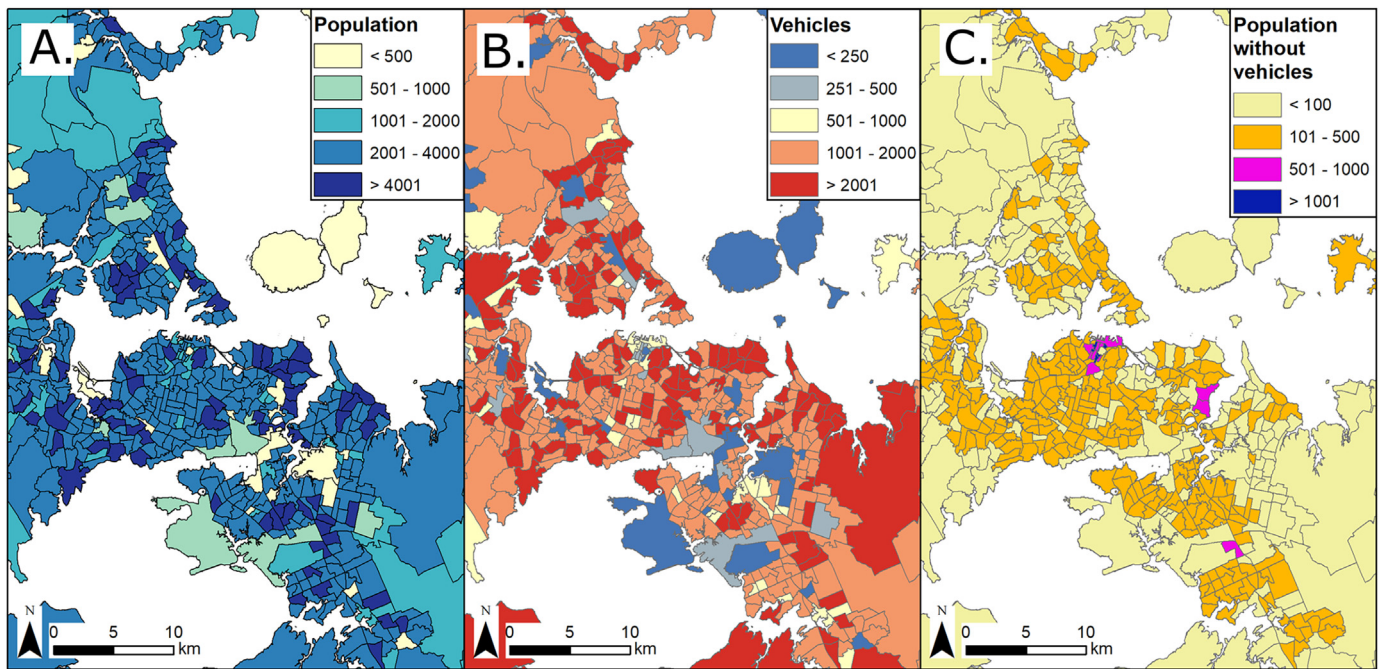 A.
Population
< 500
501 - 1000
1001 - 2000
2001 - 4000
> 4001
N
0 5 10
km
B.
Vehicles
< 250
251 - 500
501 - 1000
1001 - 2000
> 2001
N
0 5 10
km
C.
Population
without
vehicles
< 100
101 - 500
501 - 1000
> 1001
N
0 5 10
km